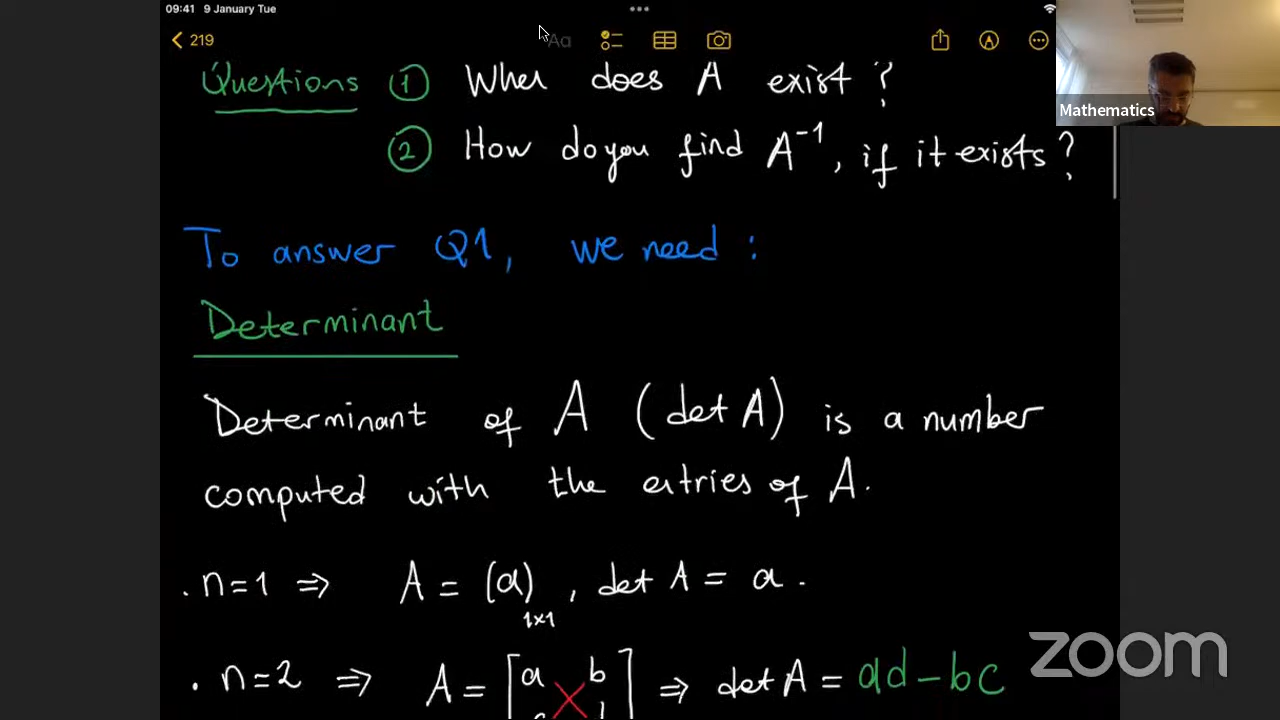 09:41 9 January Tue
219
Aa
Mathematics
Questions ① When does A exist ?
② How do you find A⁻¹, if it exists ?
To answer Q1, we need :
Determinant
Determinant of A (det A) is a number
computed with the entries of A.
. n=1 ⇒ A = (a)₁ₓ₁ , det A = a .
. n=2 ⇒ A = [a b] ⇒ det A = ad - bc
zoom